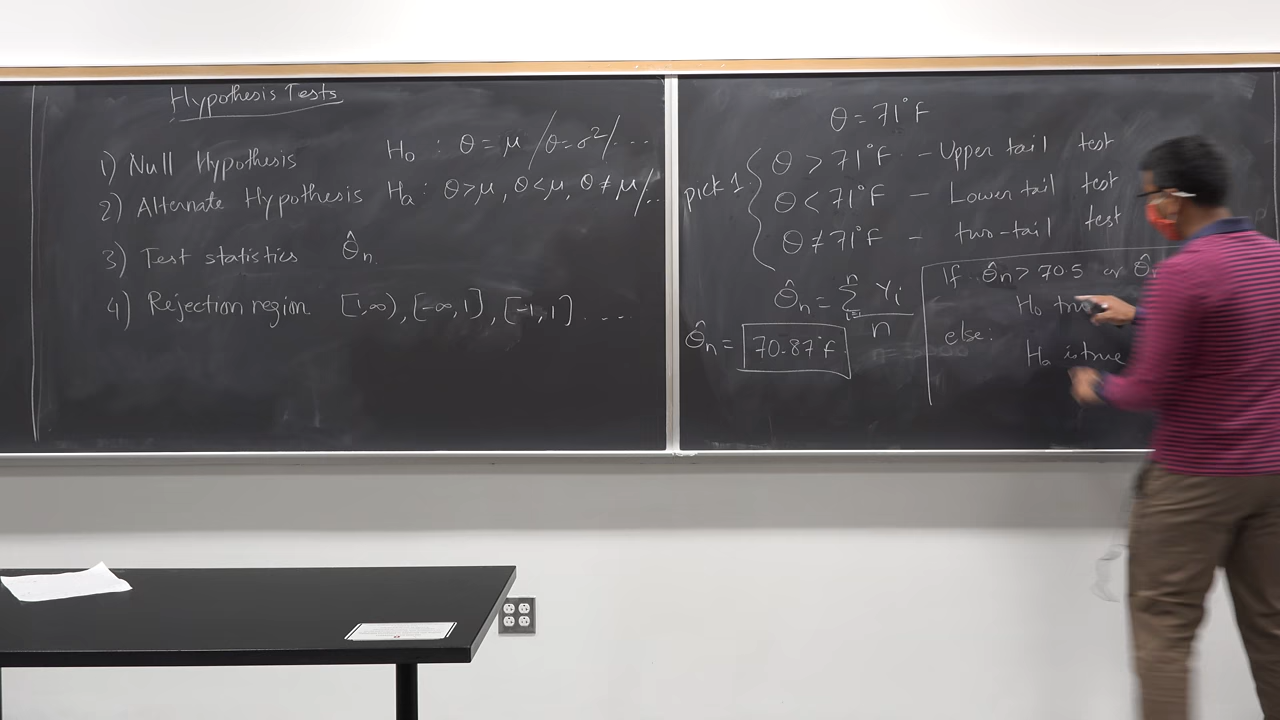 Hypothesis Tests
1) Null Hypothesis H₀ : θ = μ / θ = σ² / ...
2) Alternate Hypothesis Hₐ : θ > μ, θ < μ, θ ≠ μ / ..
3) Test statistics θ̂ₙ
4) Rejection region [1,∞), [-∞,1], [-1,1] ....
θ = 71°F
pick 1
θ > 71°F - Upper tail test
θ < 71°F - Lower tail test
θ ≠ 71°F - two-tail test
θ̂ₙ = Σ Yᵢ / n
θ̂ₙ = 70.87°F
If θ̂ₙ > 70.5 or θ̂ₙ
H₀ true
else:
Hₐ is true